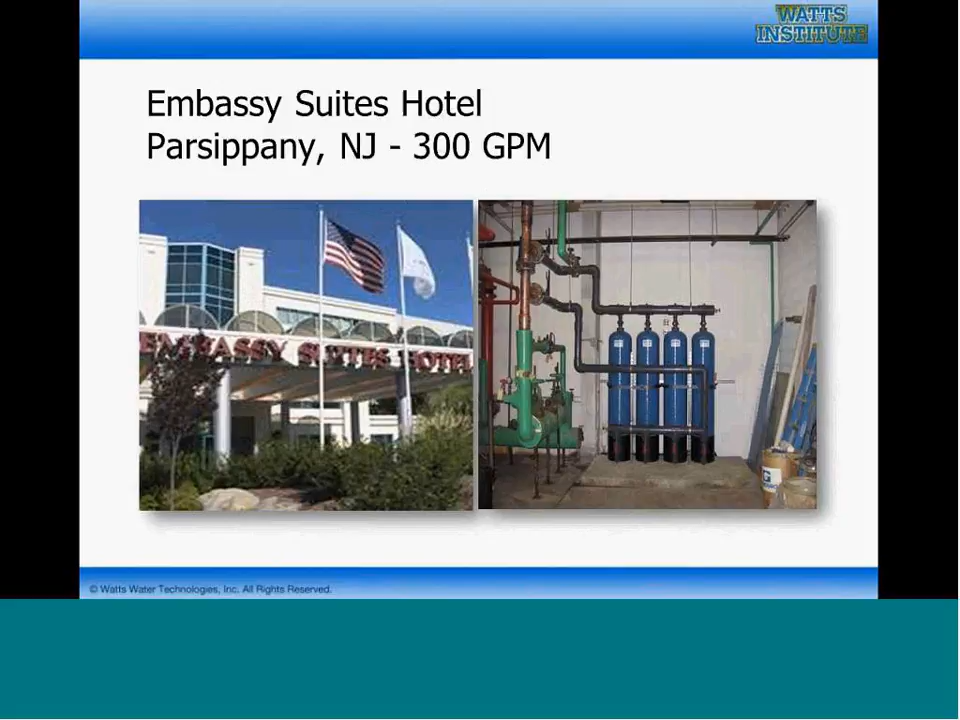 WATTS
INSTITUTE
Embassy Suites Hotel
Parsippany, NJ - 300 GPM
EMBASSY SUITES HOTEL
© Watts Water Technologies, Inc. All Rights Reserved.